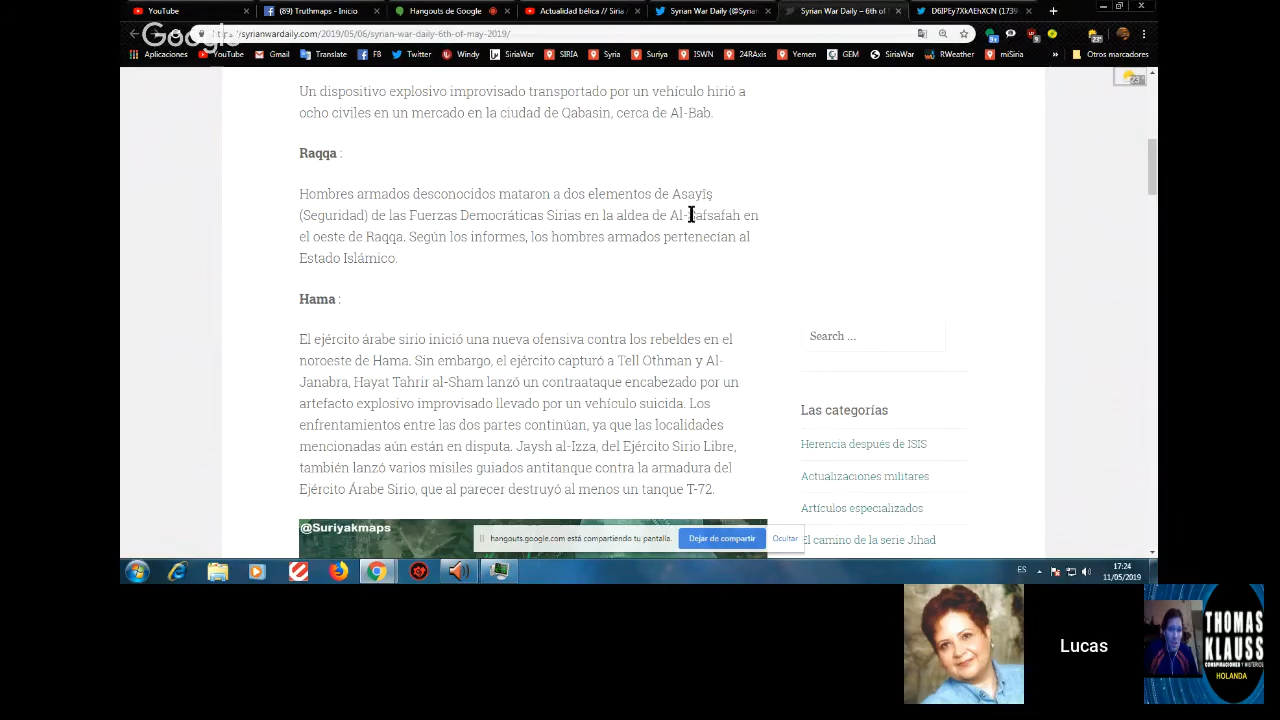 YouTube
(89) Truthmaps - Inicio
Hangouts de Google
Actualidad bélica // Siria
Syrian War Daily (@Syria
Syrian War Daily – 6th of
D6IPEy7XkAEhXCN (1739
Google
https://syrianwardaily.com/2019/05/06/syrian-war-daily-6th-of-may-2019/
Aplicaciones YouTube Gmail Translate FB Twitter Windy SiriaWar SIRIA Syria Suriya ISWN 24RAxis Yemen GEM SiriaWar RWeather miSiria » Otros marcadores
23°
Un dispositivo explosivo improvisado transportado por un vehículo hirió a
ocho civiles en un mercado en la ciudad de Qabasin, cerca de Al-Bab.
Raqqa :
Hombres armados desconocidos mataron a dos elementos de Asayîş
(Seguridad) de las Fuerzas Democráticas Sirias en la aldea de Al-Safsafah en
el oeste de Raqqa. Según los informes, los hombres armados pertenecían al
Estado Islámico.
Hama :
El ejército árabe sirio inició una nueva ofensiva contra los rebeldes en el
noroeste de Hama. Sin embargo, el ejército capturó a Tell Othman y Al-
Janabra, Hayat Tahrir al-Sham lanzó un contraataque encabezado por un
artefacto explosivo improvisado llevado por un vehículo suicida. Los
enfrentamientos entre las dos partes continúan, ya que las localidades
mencionadas aún están en disputa. Jaysh al-Izza, del Ejército Sirio Libre,
también lanzó varios misiles guiados antitanque contra la armadura del
Ejército Árabe Sirio, que al parecer destruyó al menos un tanque T-72.
@Suriyakmaps
Search ...
Las categorías
Herencia después de ISIS
Actualizaciones militares
Artículos especializados
El camino de la serie Jihad
hangouts.google.com está compartiendo tu pantalla. Dejar de compartir Ocultar
ES
17:24
11/05/2019
Lucas
THOMAS
KLAUSS
CONSPIRACIONES Y MISTERIOS
HOLANDA